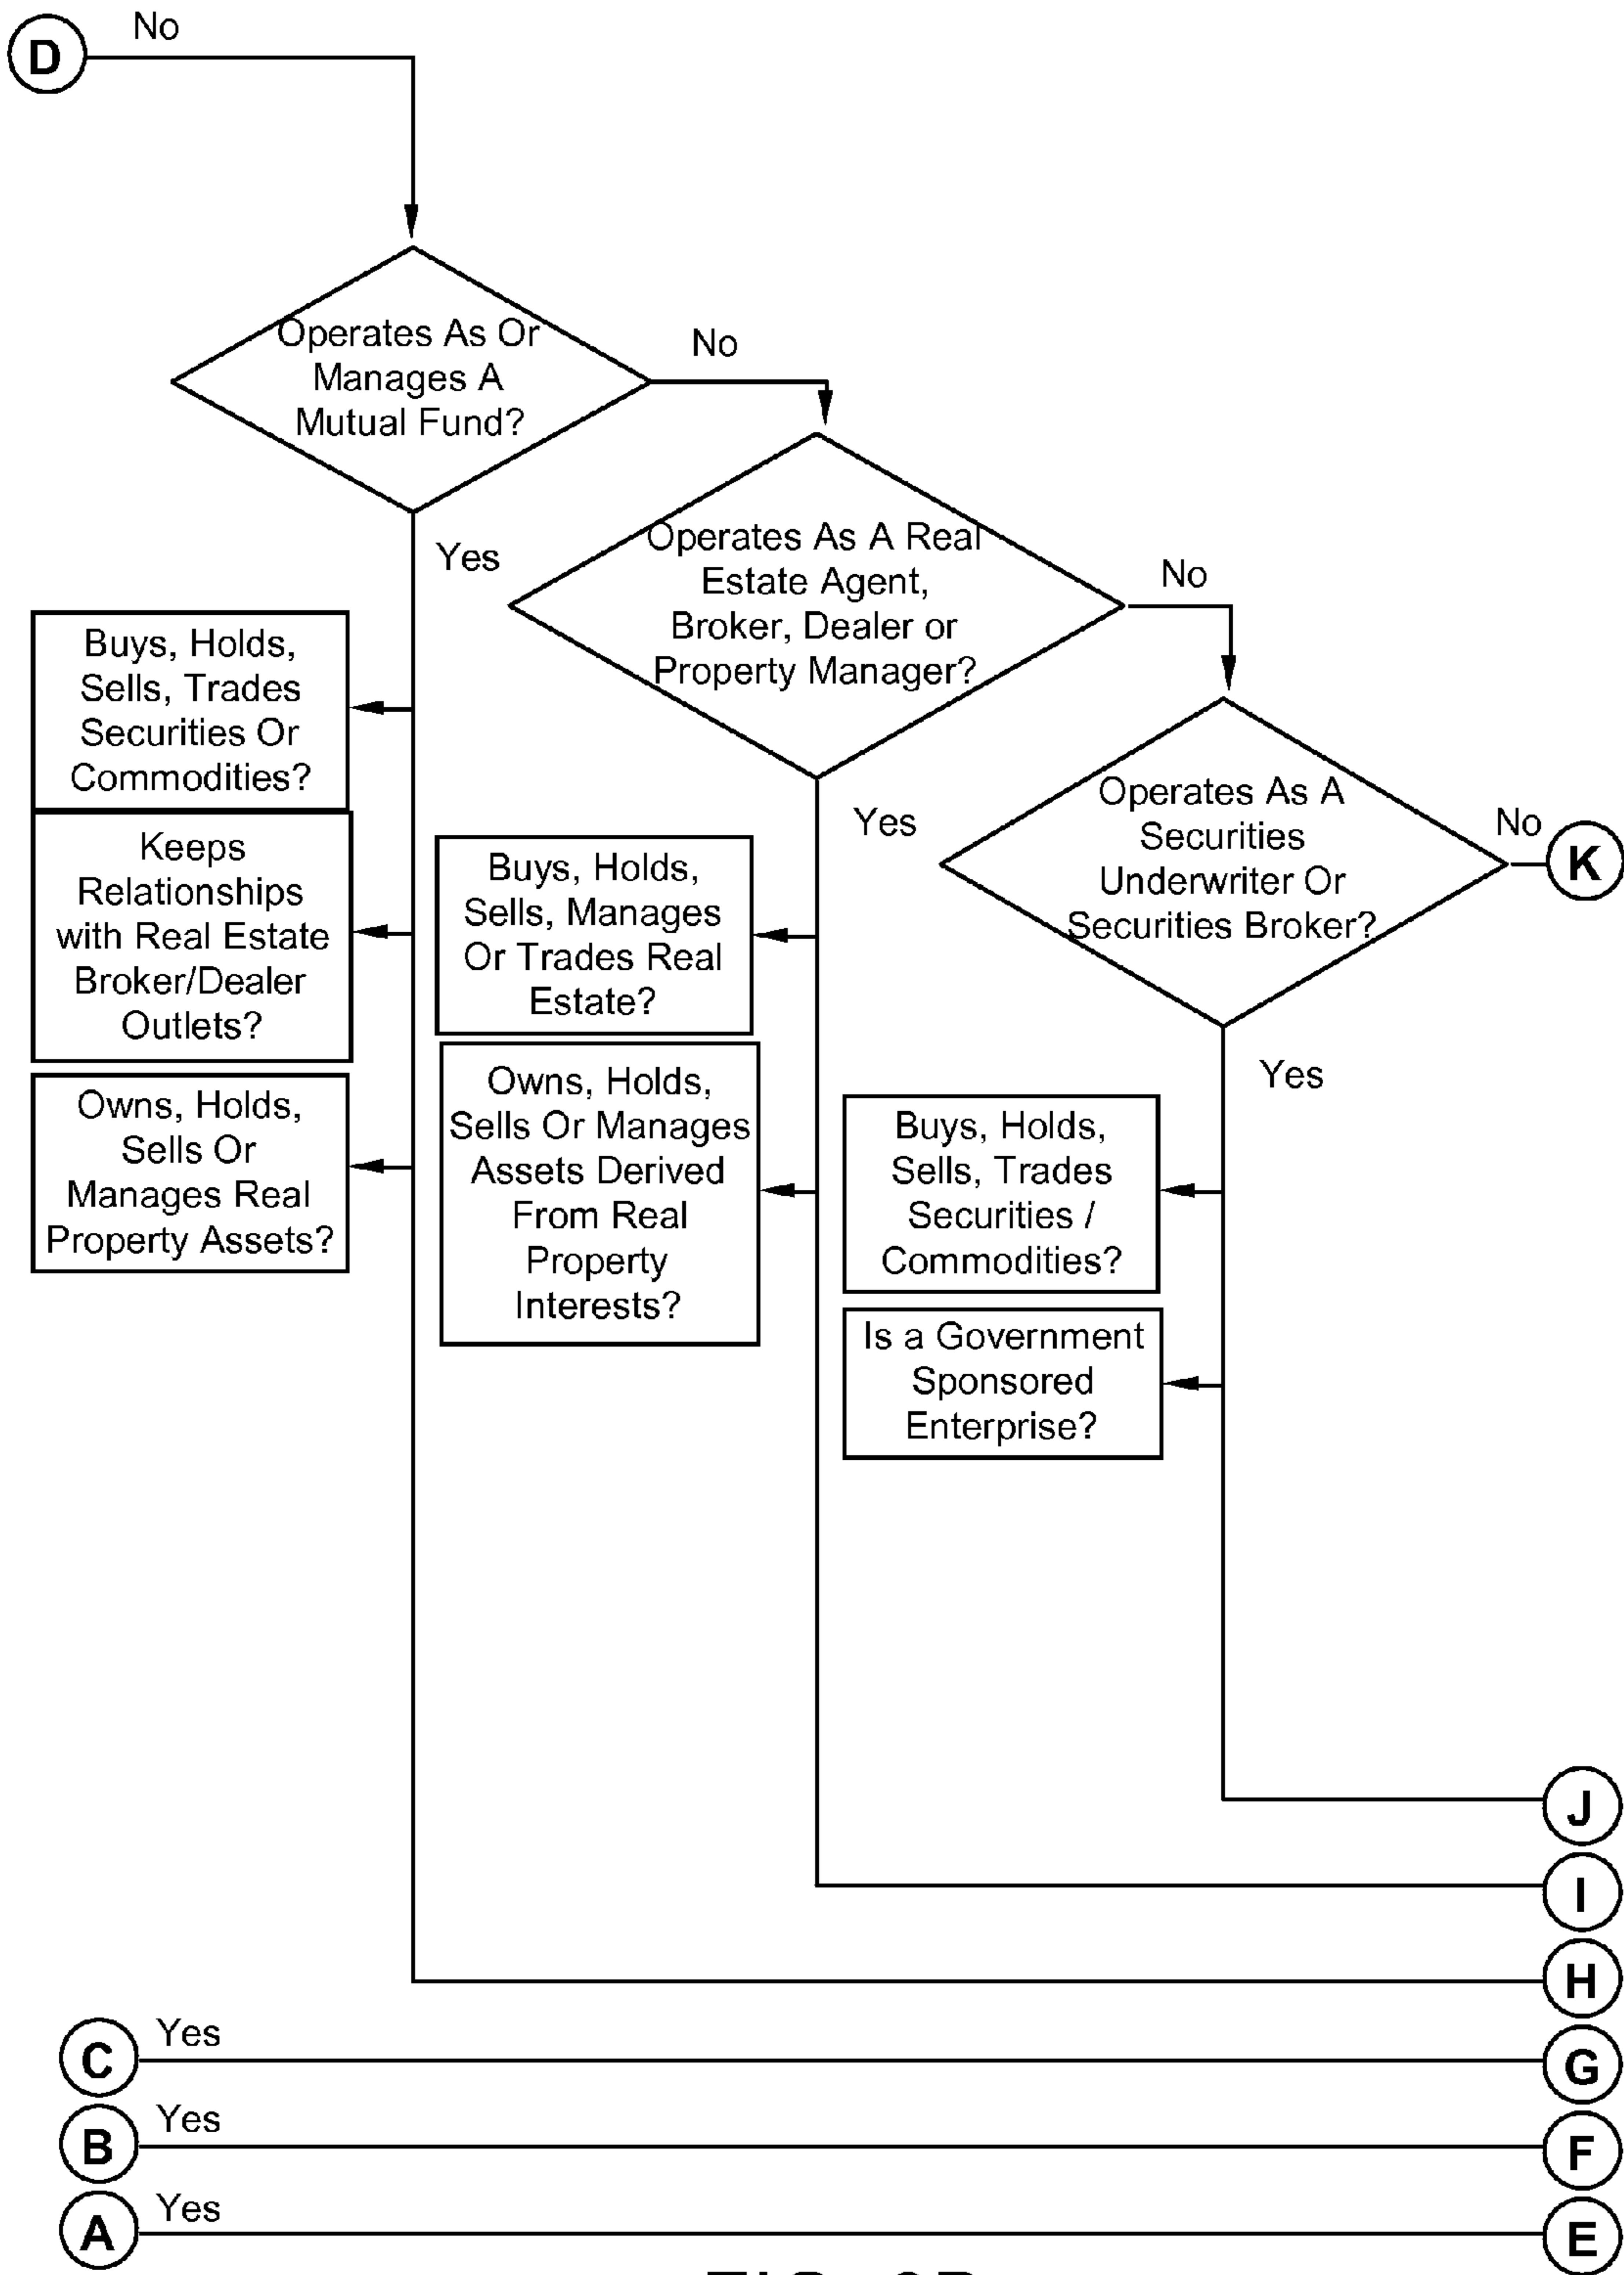 D
No
Operates As Or
Manages A
Mutual Fund?
No
Yes
Operates As A Real
Estate Agent,
Broker, Dealer or
Property Manager?
No
Buys, Holds,
Sells, Trades
Securities Or
Commodities?
Keeps
Relationships
with Real Estate
Broker/Dealer
Outlets?
Owns, Holds,
Sells Or
Manages Real
Property Assets?
Yes
Buys, Holds,
Sells, Manages
Or Trades Real
Estate?
Owns, Holds,
Sells Or Manages
Assets Derived
From Real
Property
Interests?
Operates As A
Securities
Underwriter Or
Securities Broker?
No
K
Yes
Buys, Holds,
Sells, Trades
Securities /
Commodities?
Is a Government
Sponsored
Enterprise?
J
I
H
C
Yes
G
B
Yes
F
A
Yes
E